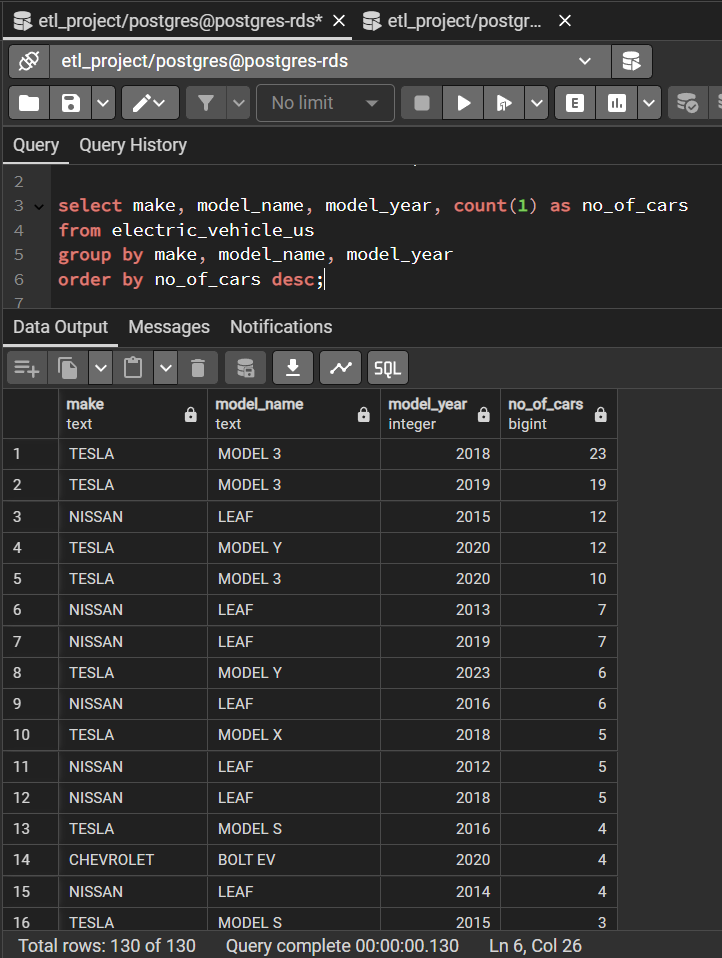 etl_project/postgres@postgres-rds* etl_project/postgr...
etl_project/postgres@postgres-rds
No limit
E
Query Query History
2
3 select make, model_name, model_year, count(1) as no_of_cars
4 from electric_vehicle_us
5 group by make, model_name, model_year
6 order by no_of_cars desc;
7
Data Output Messages Notifications
SQL
make model_name model_year no_of_cars
text text integer bigint
1 TESLA MODEL 3 2018 23
2 TESLA MODEL 3 2019 19
3 NISSAN LEAF 2015 12
4 TESLA MODEL Y 2020 12
5 TESLA MODEL 3 2020 10
6 NISSAN LEAF 2013 7
7 NISSAN LEAF 2019 7
8 TESLA MODEL Y 2023 6
9 NISSAN LEAF 2016 6
10 TESLA MODEL X 2018 5
11 NISSAN LEAF 2012 5
12 NISSAN LEAF 2018 5
13 TESLA MODEL S 2016 4
14 CHEVROLET BOLT EV 2020 4
15 NISSAN LEAF 2014 4
16 TESLA MODEL S 2015 3
Total rows: 130 of 130 Query complete 00:00:00.130 Ln 6, Col 26